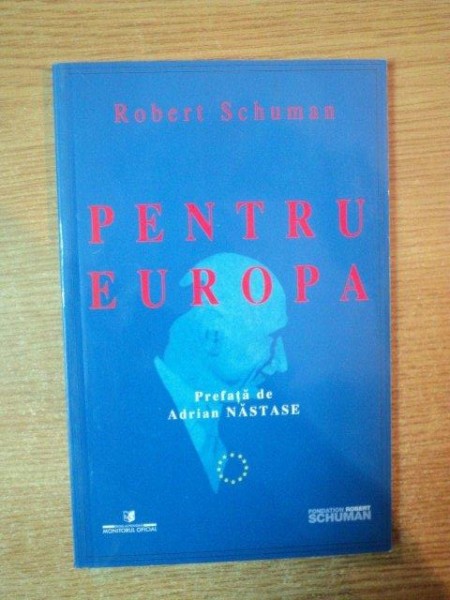 Robert Schuman
PENTRU
EUROPA
Prefață de
Adrian NĂSTASE
MONITORUL OFICIAL
FONDATION ROBERT
SCHUMAN